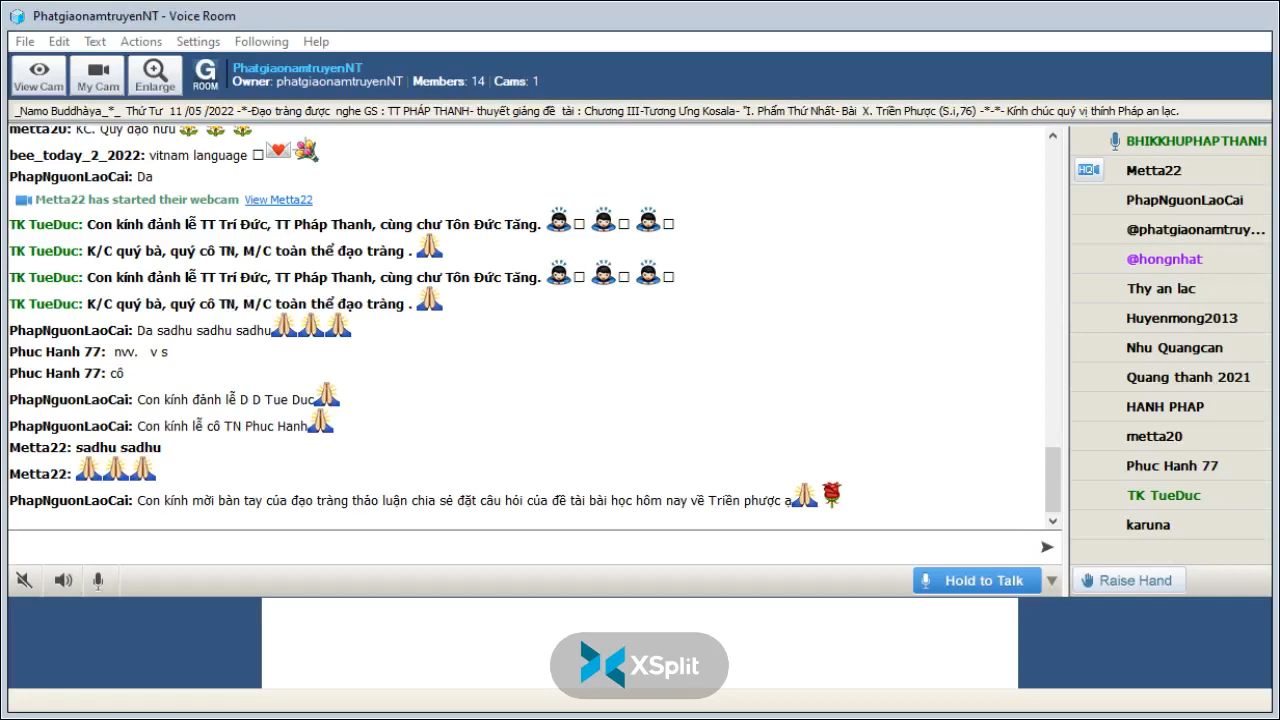 PhatgiaonamtruyenNT - Voice Room
File Edit Text Actions Settings Following Help
View Cam My Cam Enlarge G ROOM
PhatgiaonamtruyenNT
Owner: phatgiaonamtruyenNT | Members: 14 | Cams: 1
_Namo Buddhàya_*_ Thứ Tư 11 /05 /2022 -*-Đạo tràng được nghe GS : TT PHÁP THANH- thuyết giảng đề tài : Chương III-Tương Ưng Kosala- "I. Phẩm Thứ Nhất- Bài X. Triền Phược (S.i,76) -*-*- Kính chúc quý vị thính Pháp an lạc.
metta20: KC. Quý đạo hữu
bee_today_2_2022: vitnam language
PhapNguonLaoCai: Da
Metta22 has started their webcam View Metta22
TK TueDuc: Con kính đảnh lễ TT Trí Đức, TT Pháp Thanh, cùng chư Tôn Đức Tăng.
TK TueDuc: K/C quý bà, quý cô TN, M/C toàn thể đạo tràng .
TK TueDuc: Con kính đảnh lễ TT Trí Đức, TT Pháp Thanh, cùng chư Tôn Đức Tăng.
TK TueDuc: K/C quý bà, quý cô TN, M/C toàn thể đạo tràng .
PhapNguonLaoCai: Da sadhu sadhu sadhu
Phuc Hanh 77: nvv. v s
Phuc Hanh 77: cô
PhapNguonLaoCai: Con kính đảnh lễ D D Tue Duc
PhapNguonLaoCai: Con kính lễ cô TN Phuc Hanh
Metta22: sadhu sadhu
Metta22:
PhapNguonLaoCai: Con kính mời bàn tay của đạo tràng thảo luận chia sẻ đặt câu hỏi của đề tài bài học hôm nay về Triền phược ạ
BHIKKHUPHAPTHANH
HQ Metta22
PhapNguonLaoCai
@phatgiaonamtruy...
@hongnhat
Thy an lac
Huyenmong2013
Nhu Quangcan
Quang thanh 2021
HANH PHAP
metta20
Phuc Hanh 77
TK TueDuc
karuna
Hold to Talk
Raise Hand
XSplit